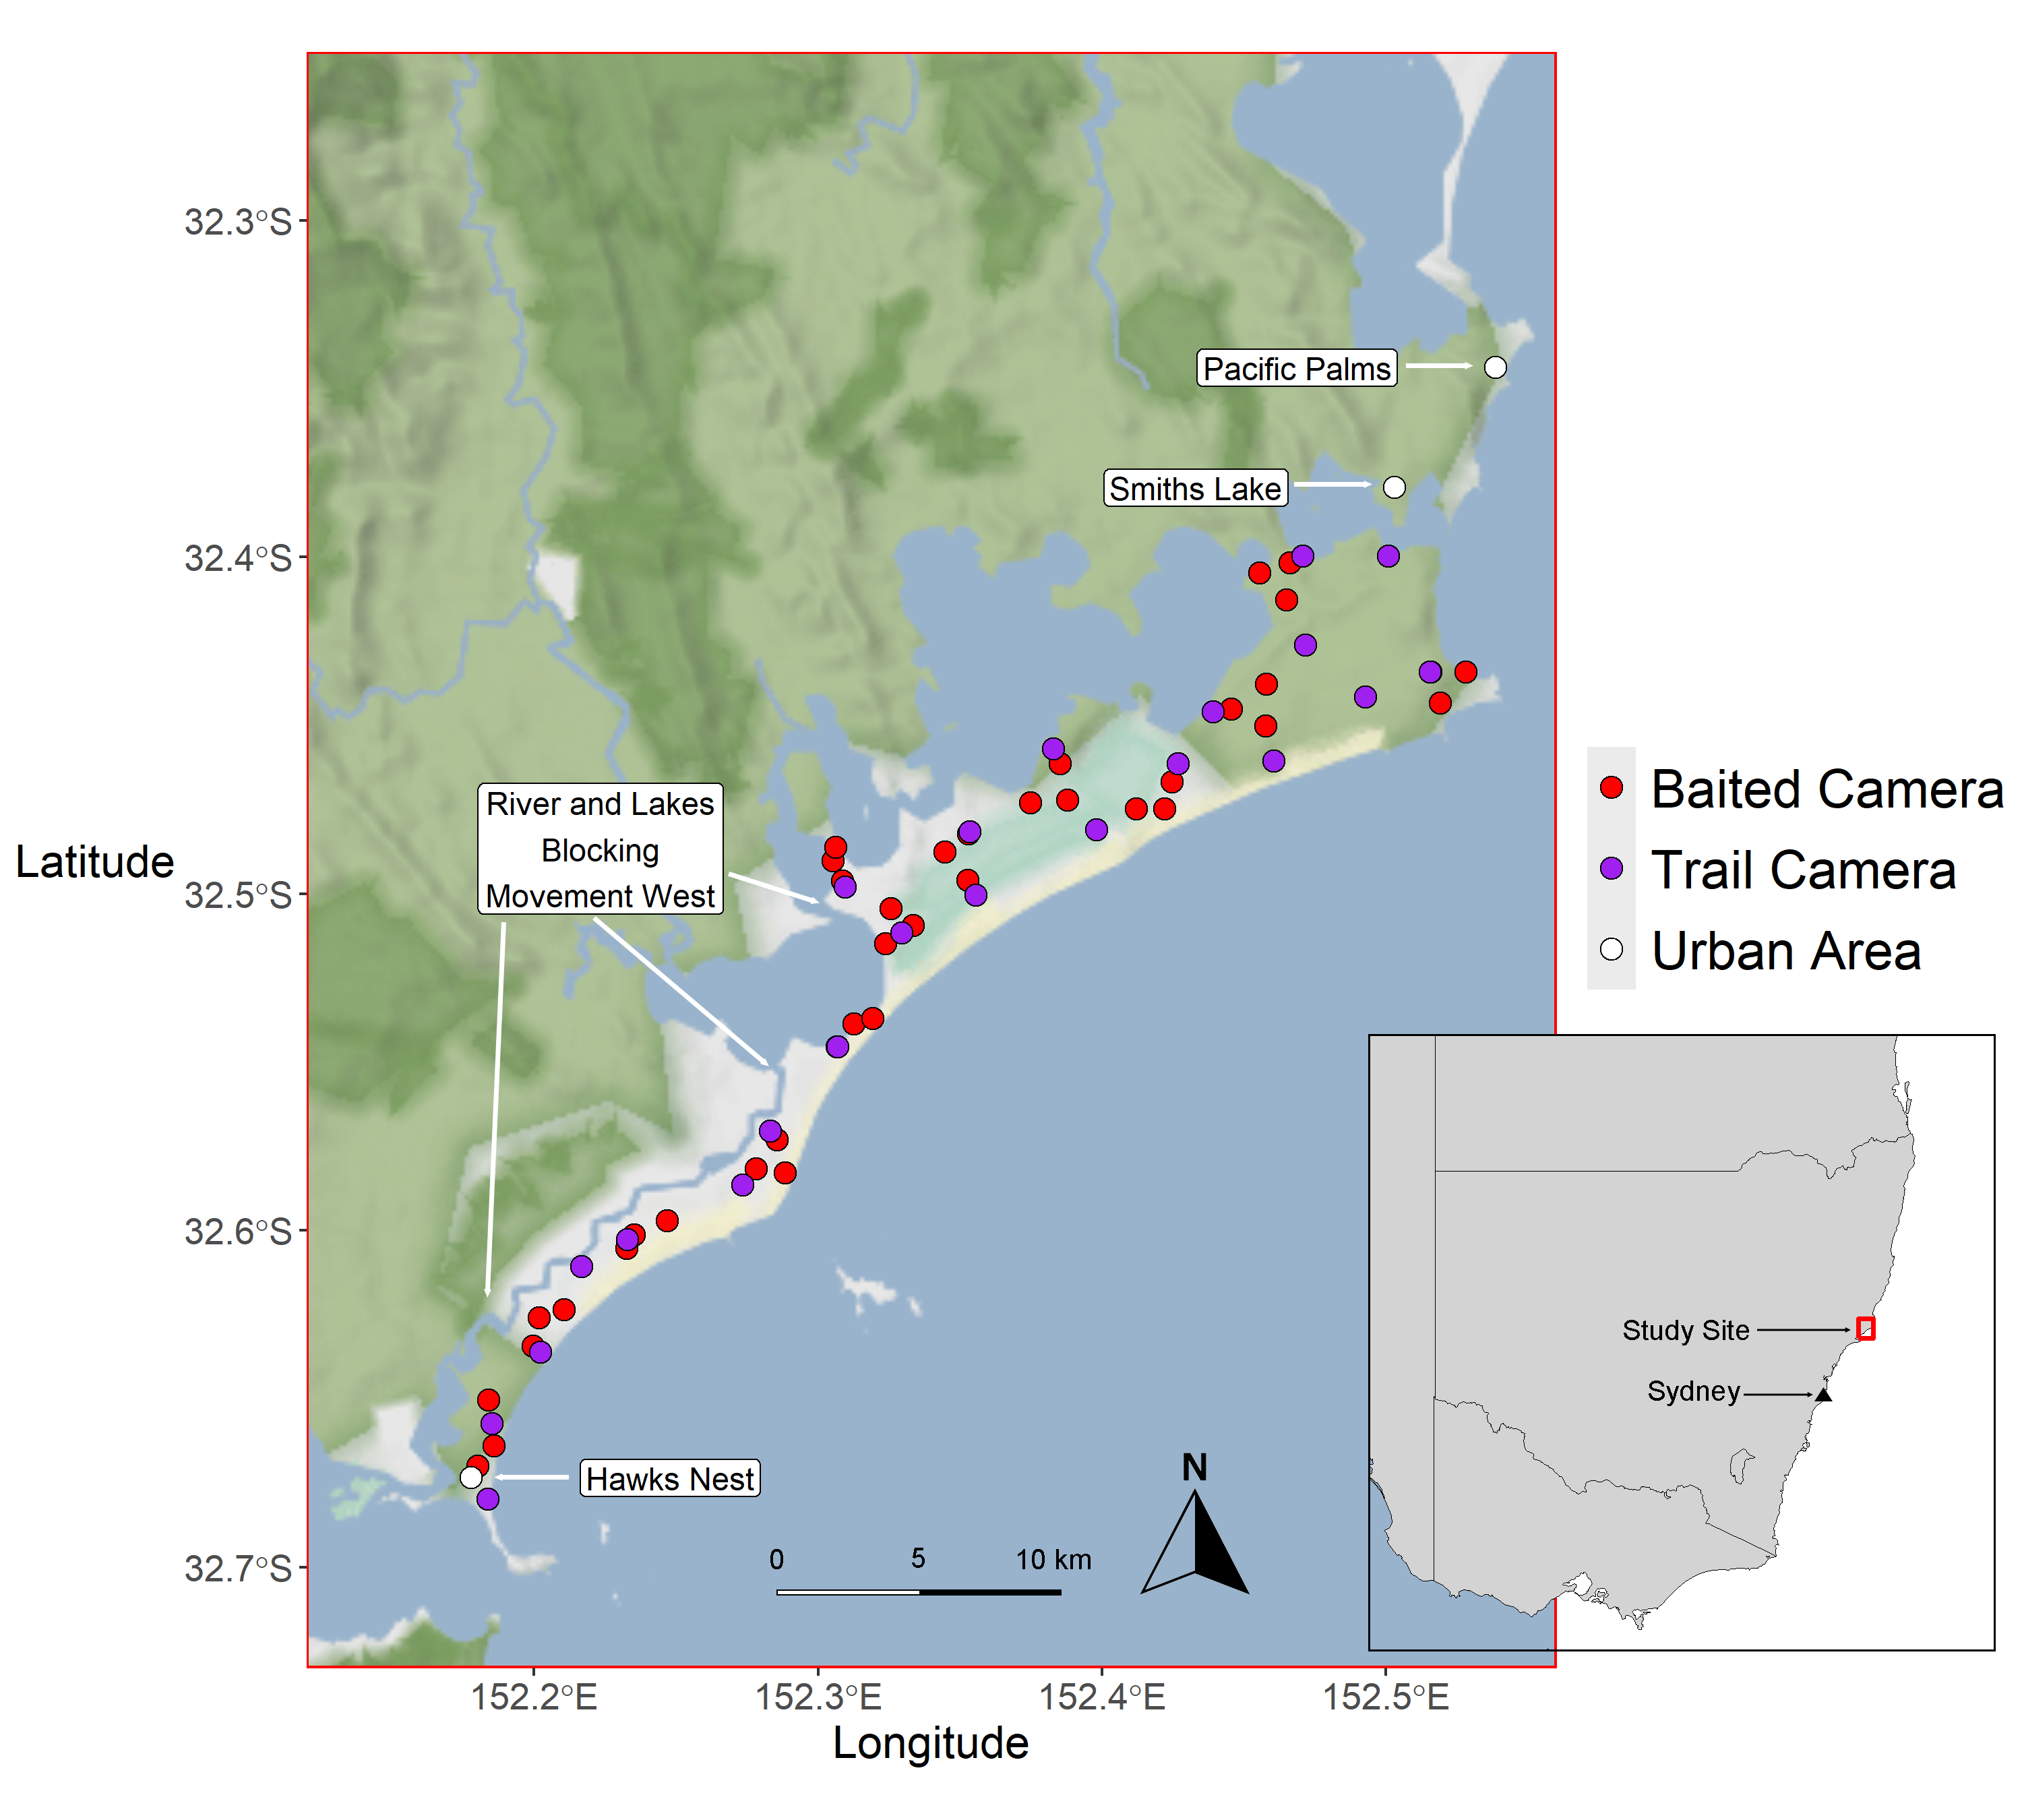 32.3°S
32.4°S
32.5°S
32.6°S
32.7°S
Latitude
Pacific Palms
Smiths Lake
River and Lakes
Blocking
Movement West
Hawks Nest
0 5 10 km
N
152.2°E 152.3°E 152.4°E 152.5°E
Longitude
Baited Camera
Trail Camera
Urban Area
Study Site
Sydney